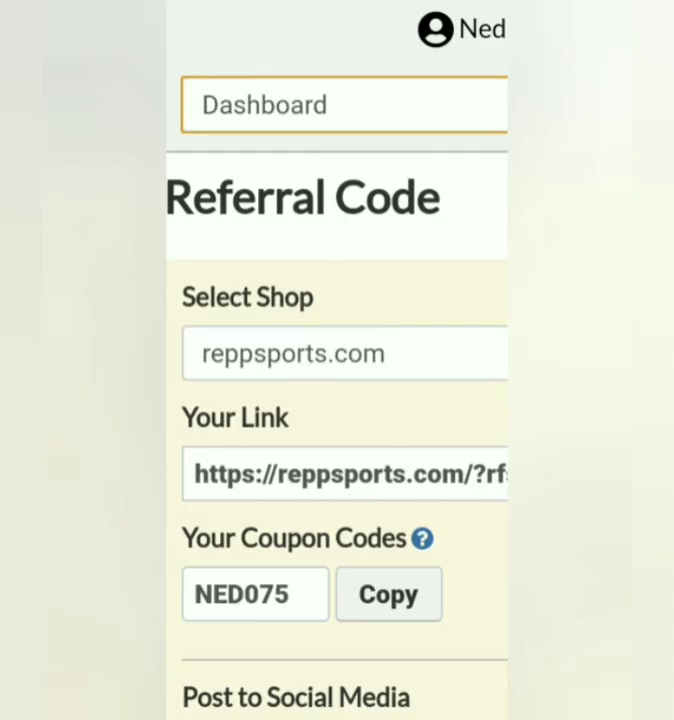 Ned
Dashboard
Referral Code
Select Shop
reppsports.com
Your Link
https://reppsports.com/?rf
Your Coupon Codes ?
NED075 Copy
Post to Social Media